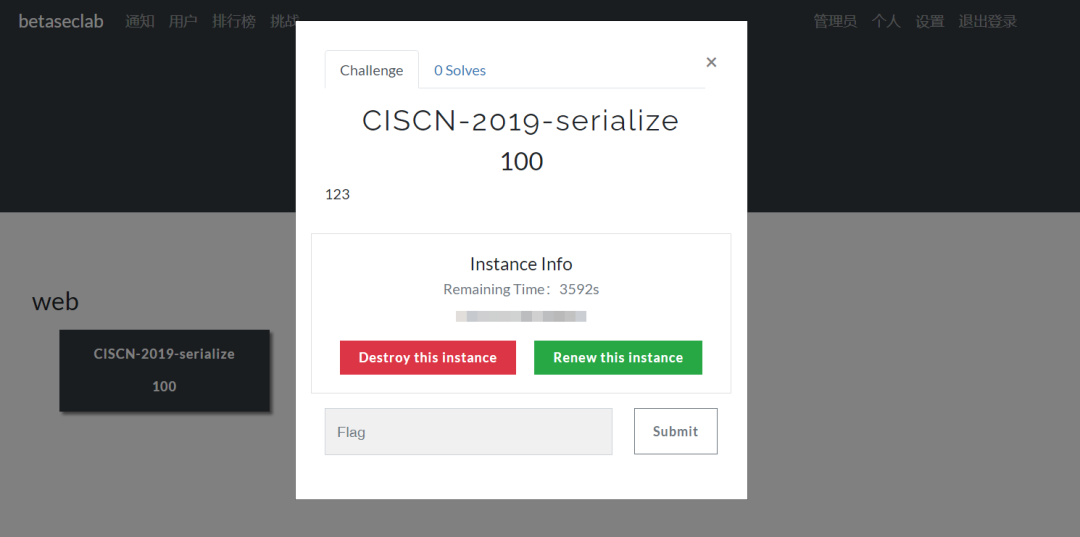 betaseclab 通知 用户 排行榜 挑战 管理员 个人 设置 退出登录
Challenge 0 Solves ×
CISCN-2019-serialize
100
123
Instance Info
Remaining Time：3592s
Destroy this instance Renew this instance
Flag Submit
web
CISCN-2019-serialize
100